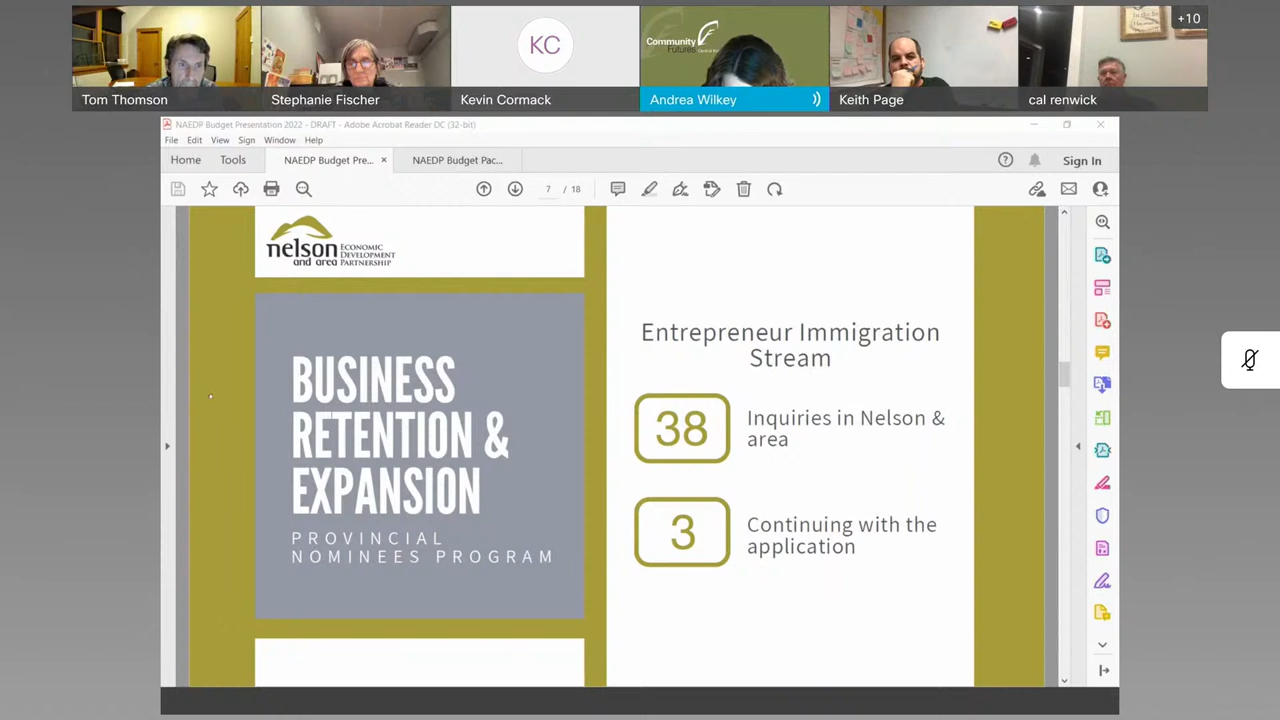 KC
Community
Futures
+10
Tom Thomson
Stephanie Fischer
Kevin Cormack
Andrea Wilkey
Keith Page
cal renwick
NAEDP Budget Presentation 2022 - DRAFT - Adobe Acrobat Reader DC (32-bit)
File Edit View Sign Window Help
Home Tools NAEDP Budget Pre... × NAEDP Budget Pac... Sign In
7 / 18
nelson
and area
ECONOMIC
DEVELOPMENT
PARTNERSHIP
BUSINESS
RETENTION &
EXPANSION
PROVINCIAL
NOMINEES PROGRAM
Entrepreneur Immigration
Stream
38
Inquiries in Nelson &
area
3
Continuing with the
application